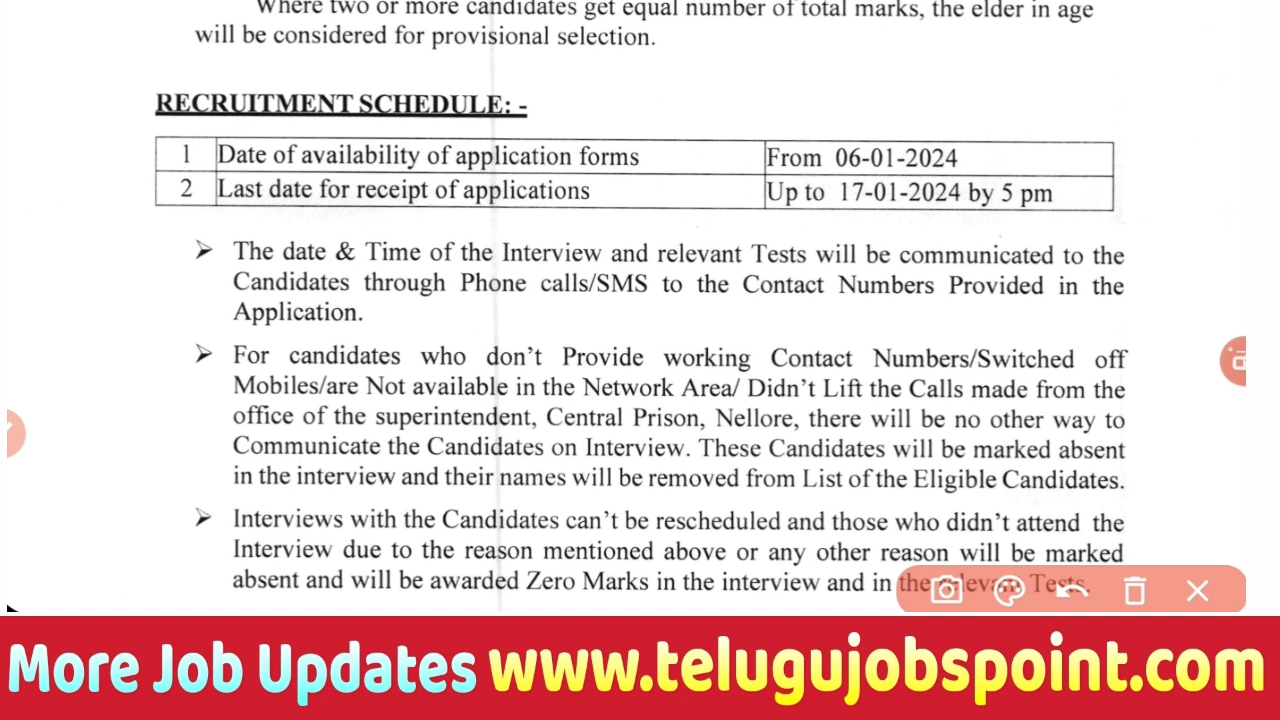 Where two or more candidates get equal number of total marks, the elder in age
will be considered for provisional selection.
RECRUITMENT SCHEDULE: -
1 Date of availability of application forms From 06-01-2024
2 Last date for receipt of applications Up to 17-01-2024 by 5 pm
➢ The date & Time of the Interview and relevant Tests will be communicated to the
Candidates through Phone calls/SMS to the Contact Numbers Provided in the
Application.
➢ For candidates who don't Provide working Contact Numbers/Switched off
Mobiles/are Not available in the Network Area/ Didn't Lift the Calls made from the
office of the superintendent, Central Prison, Nellore, there will be no other way to
Communicate the Candidates on Interview. These Candidates will be marked absent
in the interview and their names will be removed from List of the Eligible Candidates.
➢ Interviews with the Candidates can't be rescheduled and those who didn't attend the
Interview due to the reason mentioned above or any other reason will be marked
absent and will be awarded Zero Marks in the interview and in the relevant Tests.
More Job Updates www.telugujobspoint.com